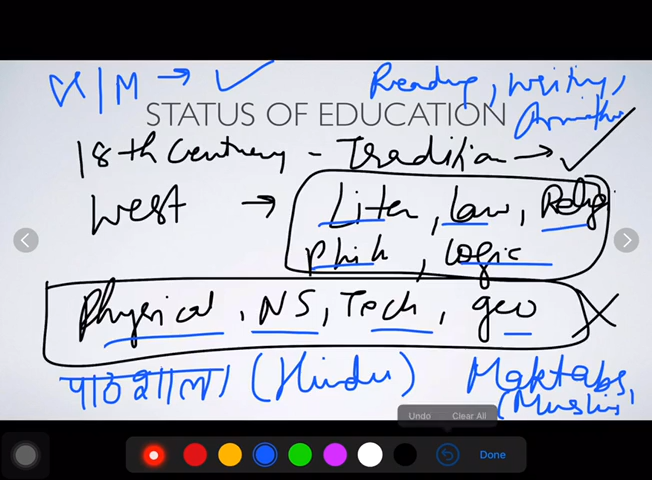 M → ✓ Reading, writing,
STATUS OF EDUCATION
18th Century - Tradition → ✓
West → Liter, Law, Relig
Phil, Logic
Physical, NS, Tech, geo X
पाठशाला (Hindu) Maktabs,
(Muslim,
Undo Clear All
Done